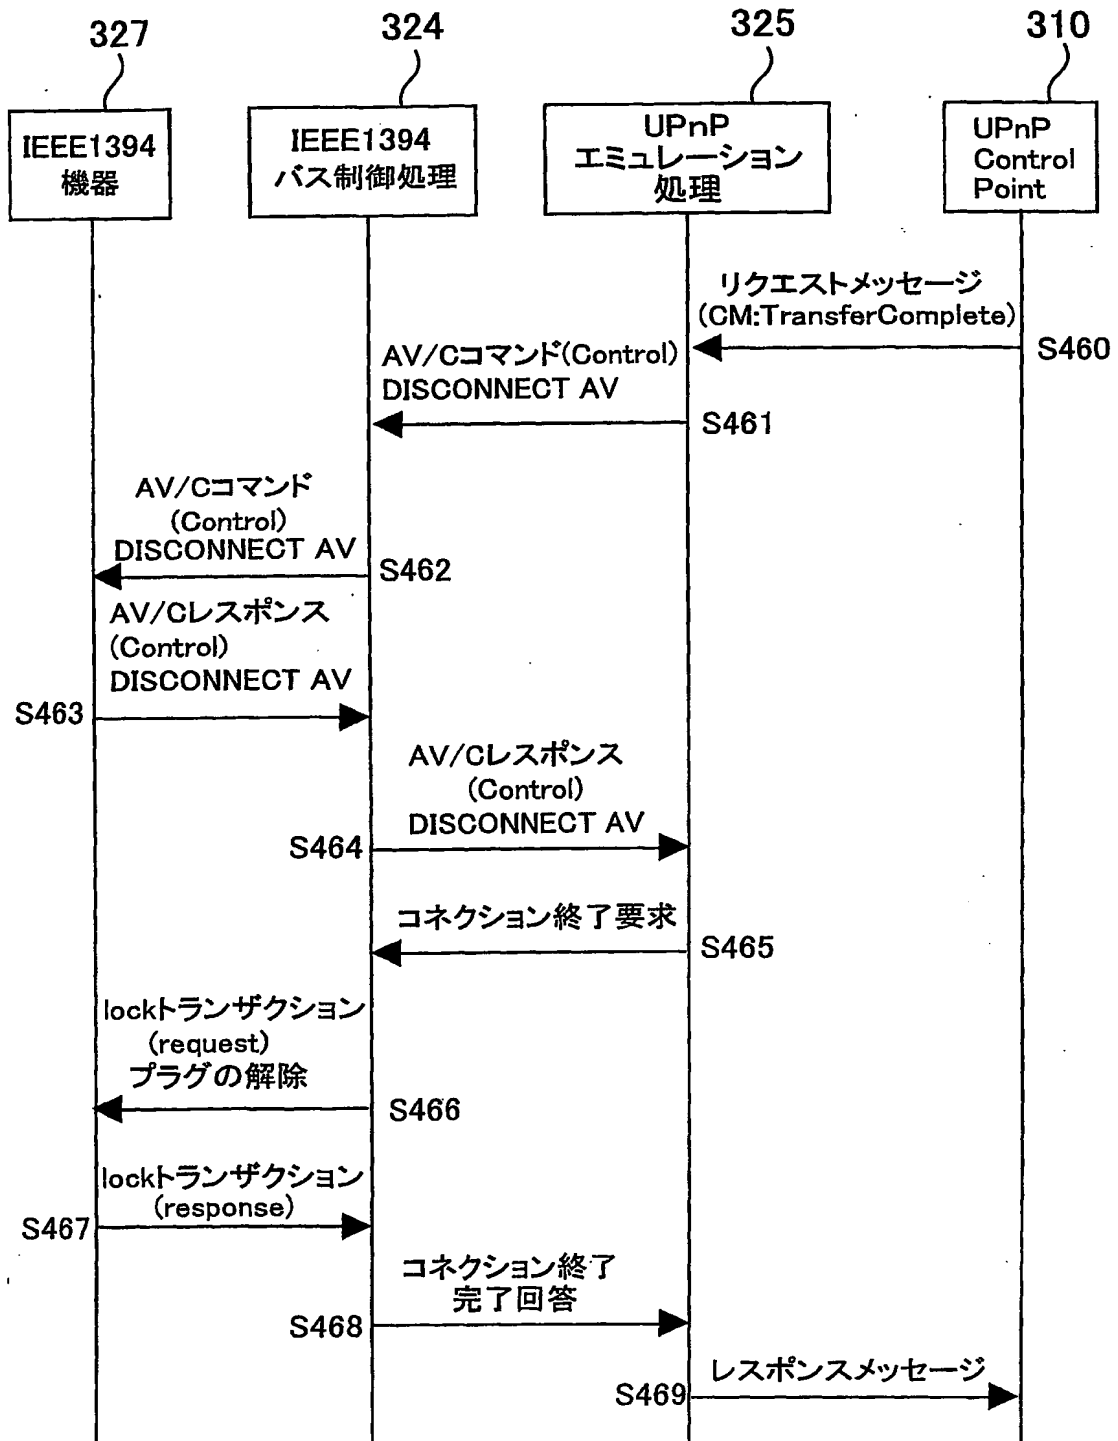 327
324
325
310
IEEE1394
機器
IEEE1394
バス制御処理
UPnP
エミュレーション
処理
UPnP
Control
Point
リクエストメッセージ
(CM:TransferComplete)
S460
AV/Cコマンド(Control)
DISCONNECT AV
S461
AV/Cコマンド
(Control)
DISCONNECT AV
S462
AV/Cレスポンス
(Control)
DISCONNECT AV
S463
AV/Cレスポンス
(Control)
DISCONNECT AV
S464
コネクション終了要求
S465
lockトランザクション
(request)
プラグの解除
S466
lockトランザクション
(response)
S467
コネクション終了
完了回答
S468
レスポンスメッセージ
S469